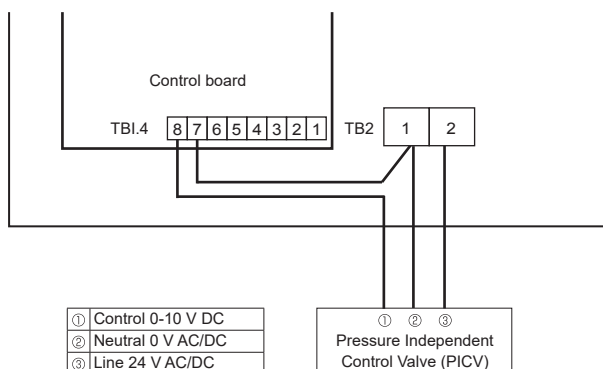 Control board
TBI.4 8 7 6 5 4 3 2 1 TB2 1 2
① ② ③
① Control 0-10 V DC
② Neutral 0 V AC/DC
③ Line 24 V AC/DC
Pressure Independent
Control Valve (PICV)